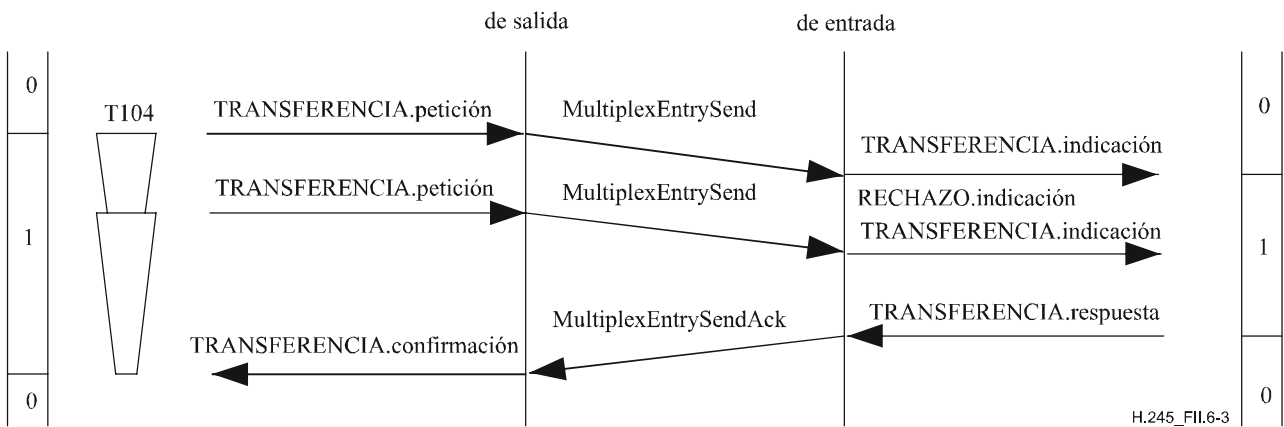 de salida
de entrada
0
T104
TRANSFERENCIA.petición
MultiplexEntrySend
0
TRANSFERENCIA.indicación
TRANSFERENCIA.petición
MultiplexEntrySend
RECHAZO.indicación
TRANSFERENCIA.indicación
1
1
MultiplexEntrySendAck
TRANSFERENCIA.respuesta
TRANSFERENCIA.confirmación
0
0
H.245_FII.6-3